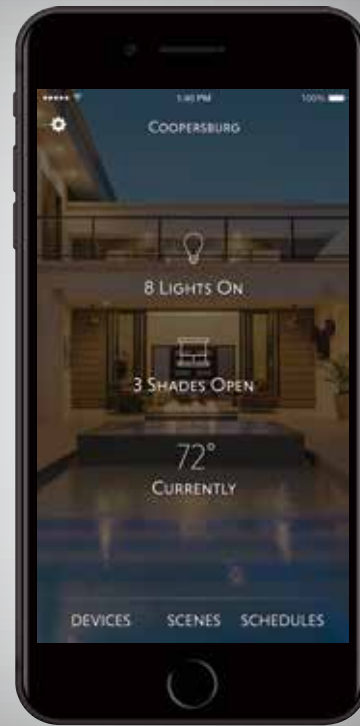 1:40 PM 100%
Coopersburg
8 Lights On
3 Shades Open
72°
Currently
DEVICES SCENES SCHEDULES